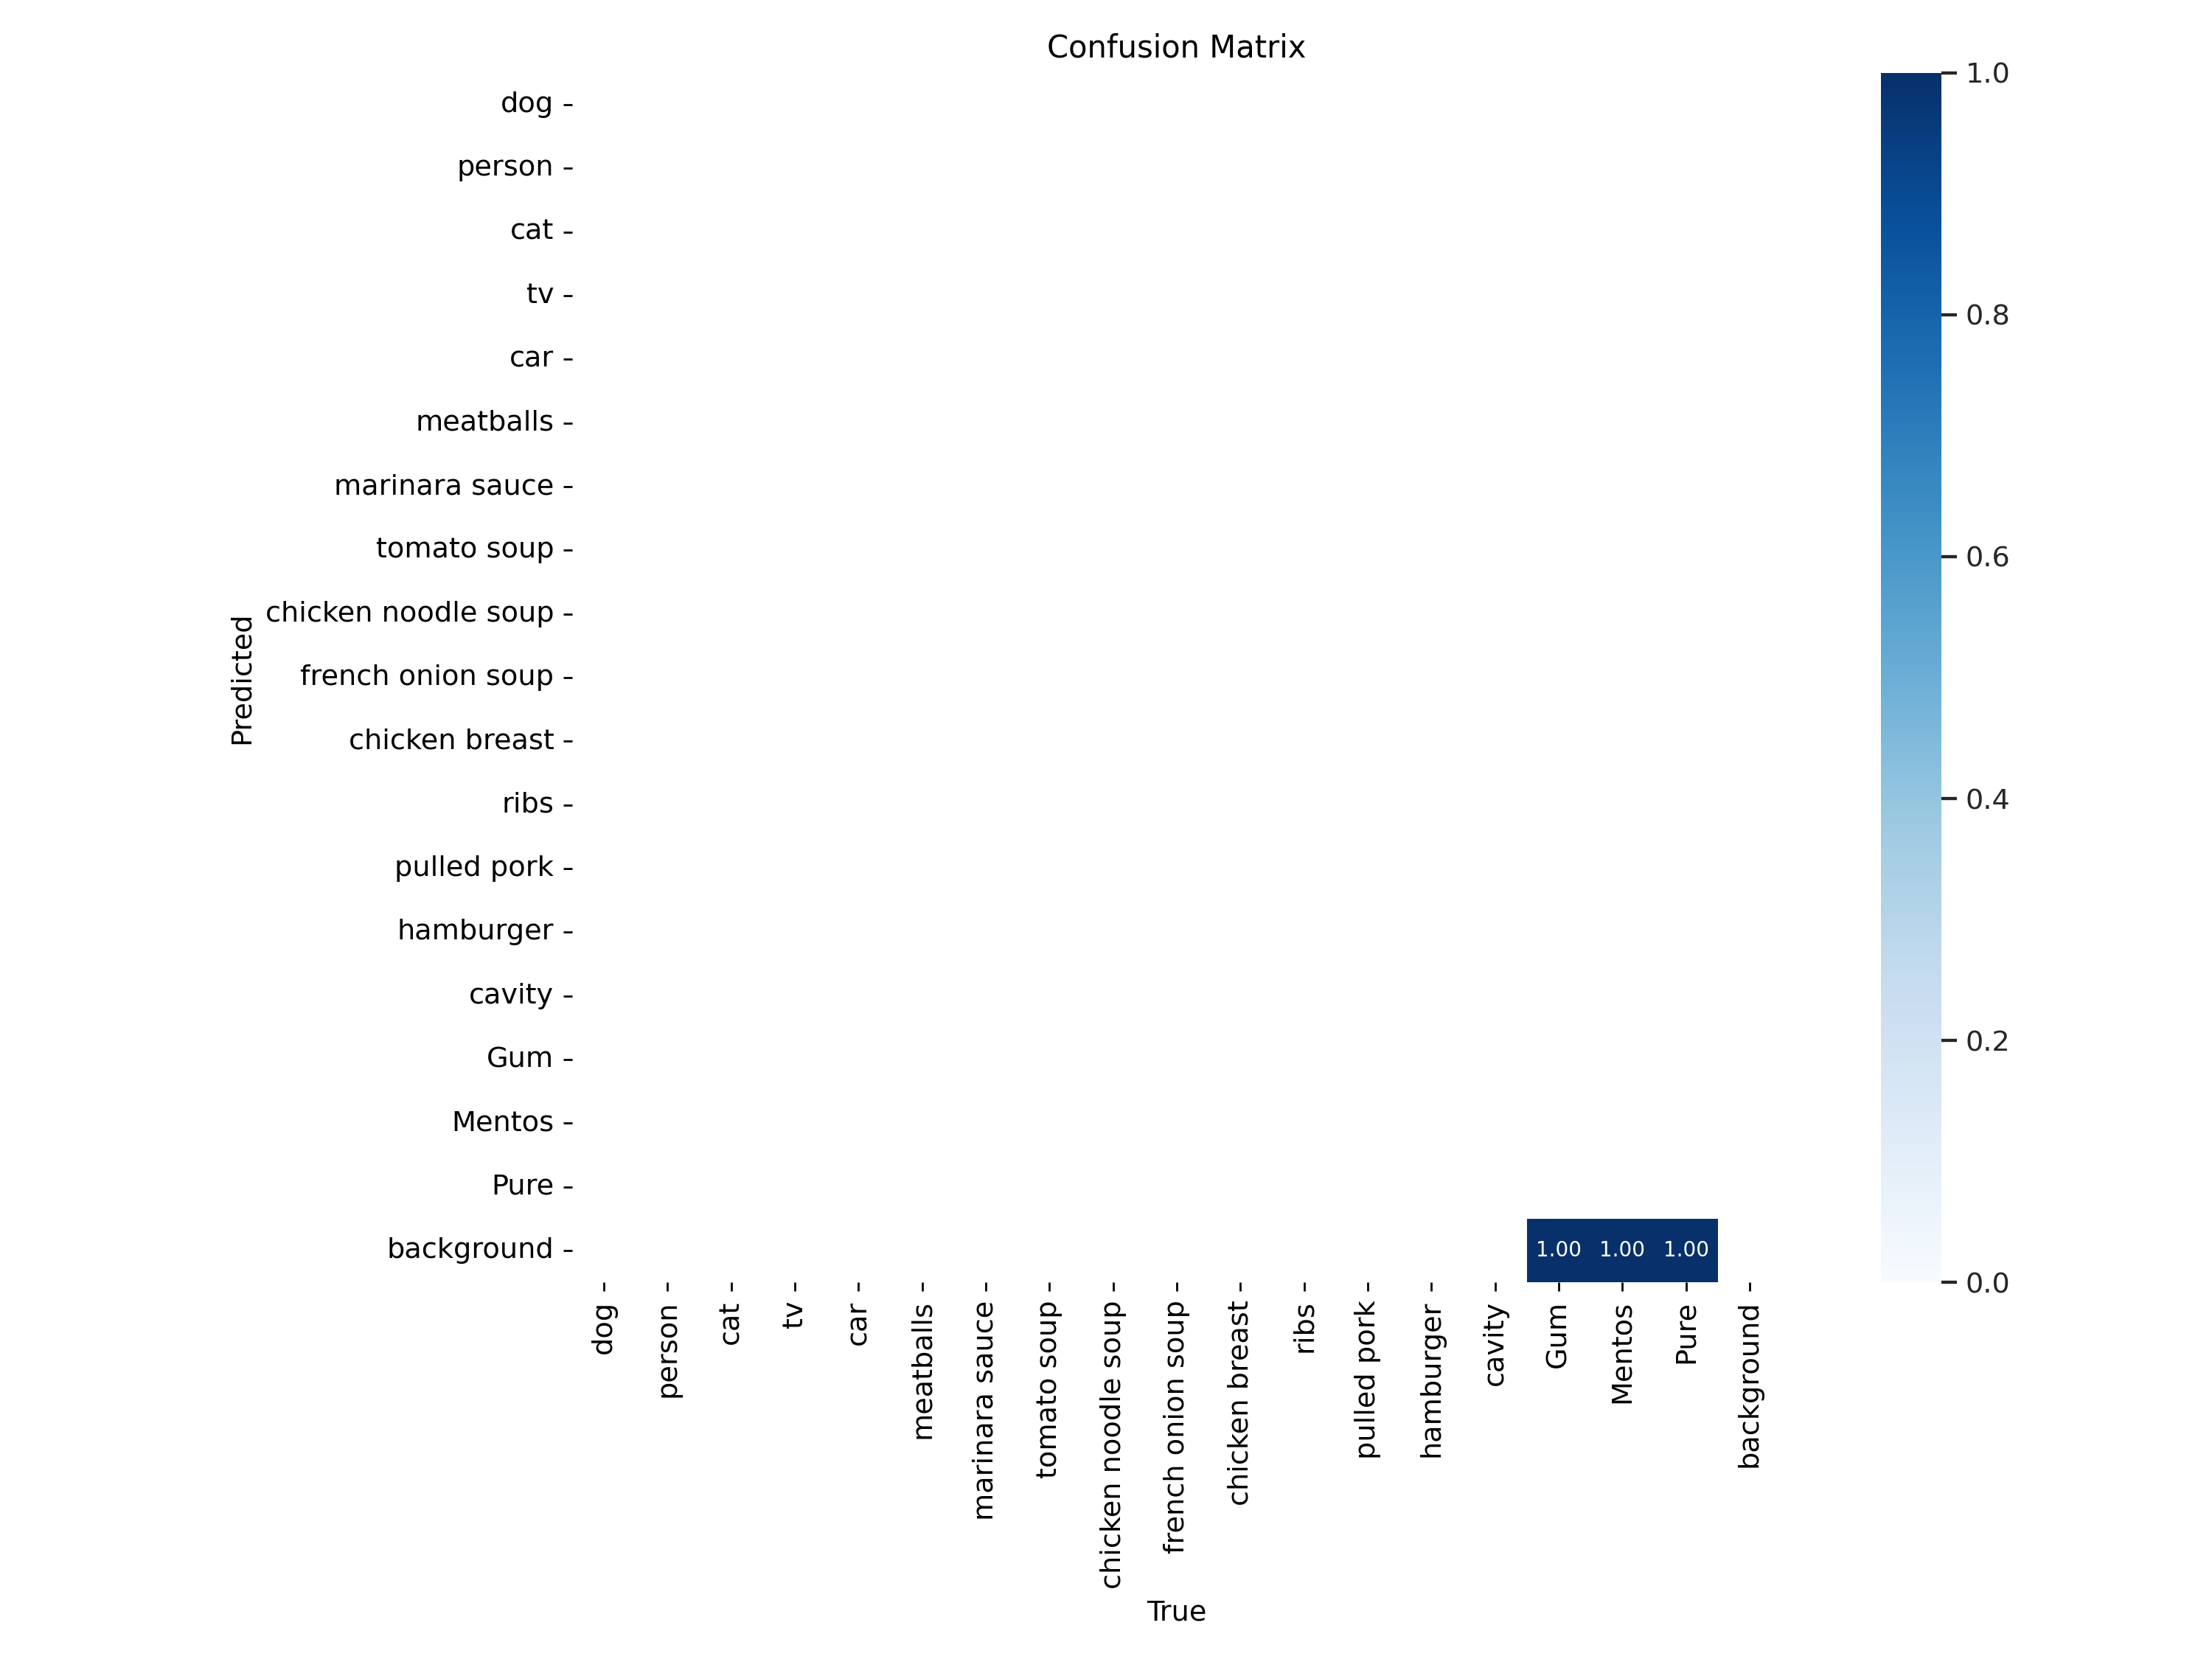 Confusion Matrix
dog
person
cat
tv
car
meatballs
marinara sauce
tomato soup
chicken noodle soup
french onion soup
chicken breast
ribs
pulled pork
hamburger
cavity
Gum
Mentos
Pure
background
Predicted
1.00 1.00 1.00
dog
person
cat
tv
car
meatballs
marinara sauce
tomato soup
chicken noodle soup
french onion soup
chicken breast
ribs
pulled pork
hamburger
cavity
Gum
Mentos
Pure
background
True
1.0
0.8
0.6
0.4
0.2
0.0